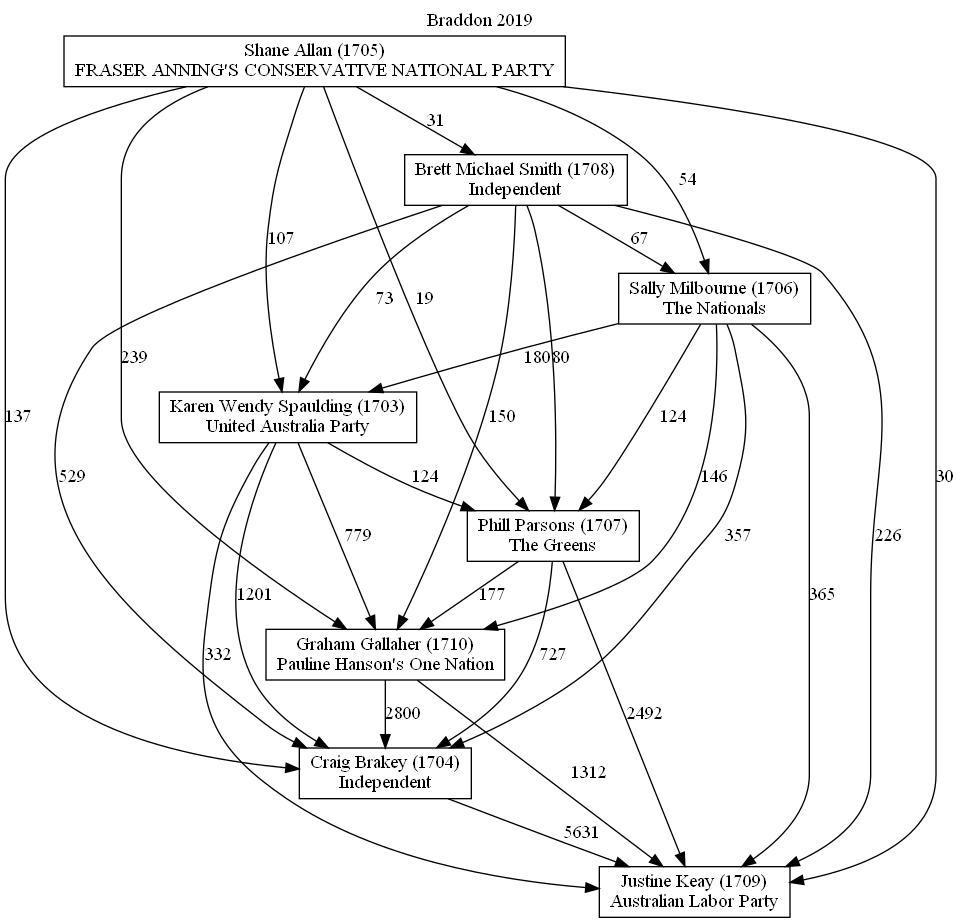 Braddon 2019
Shane Allan (1705)
FRASER ANNING'S CONSERVATIVE NATIONAL PARTY
31
Brett Michael Smith (1708)
Independent
54
107
73
19
67
Sally Milbourne (1706)
The Nationals
239
180
80
137
Karen Wendy Spaulding (1703)
United Australia Party
150
124
529
124
146
30
Phill Parsons (1707)
The Greens
779
357
226
1201
177
365
332
Graham Gallaher (1710)
Pauline Hanson's One Nation
727
2800
2492
Craig Brakey (1704)
Independent
1312
5631
Justine Keay (1709)
Australian Labor Party